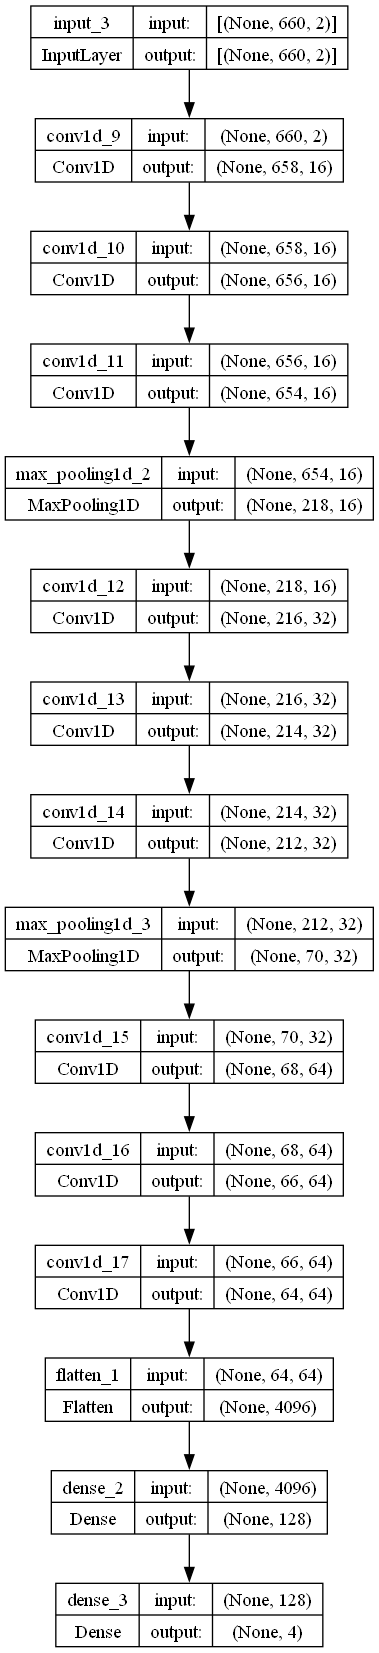 input_3 input: [(None, 660, 2)]
InputLayer output: [(None, 660, 2)]
conv1d_9 input: (None, 660, 2)
Conv1D output: (None, 658, 16)
conv1d_10 input: (None, 658, 16)
Conv1D output: (None, 656, 16)
conv1d_11 input: (None, 656, 16)
Conv1D output: (None, 654, 16)
max_pooling1d_2 input: (None, 654, 16)
MaxPooling1D output: (None, 218, 16)
conv1d_12 input: (None, 218, 16)
Conv1D output: (None, 216, 32)
conv1d_13 input: (None, 216, 32)
Conv1D output: (None, 214, 32)
conv1d_14 input: (None, 214, 32)
Conv1D output: (None, 212, 32)
max_pooling1d_3 input: (None, 212, 32)
MaxPooling1D output: (None, 70, 32)
conv1d_15 input: (None, 70, 32)
Conv1D output: (None, 68, 64)
conv1d_16 input: (None, 68, 64)
Conv1D output: (None, 66, 64)
conv1d_17 input: (None, 66, 64)
Conv1D output: (None, 64, 64)
flatten_1 input: (None, 64, 64)
Flatten output: (None, 4096)
dense_2 input: (None, 4096)
Dense output: (None, 128)
dense_3 input: (None, 128)
Dense output: (None, 4)